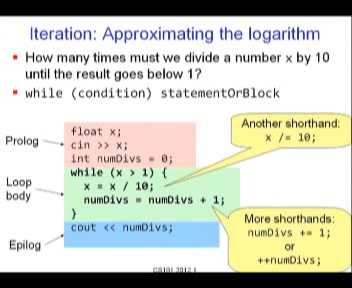 Iteration: Approximating the logarithm
How many times must we divide a number x by 10
until the result goes below 1?
while (condition) statementOrBlock
Another shorthand:
x /= 10;
Prolog
float x;
cin >> x;
int numDivs = 0;
Loop
body
while (x > 1) {
x = x / 10;
numDivs = numDivs + 1;
}
More shorthands:
numDivs += 1;
or
++numDivs;
Epilog
cout << numDivs;
CS101 2012.1